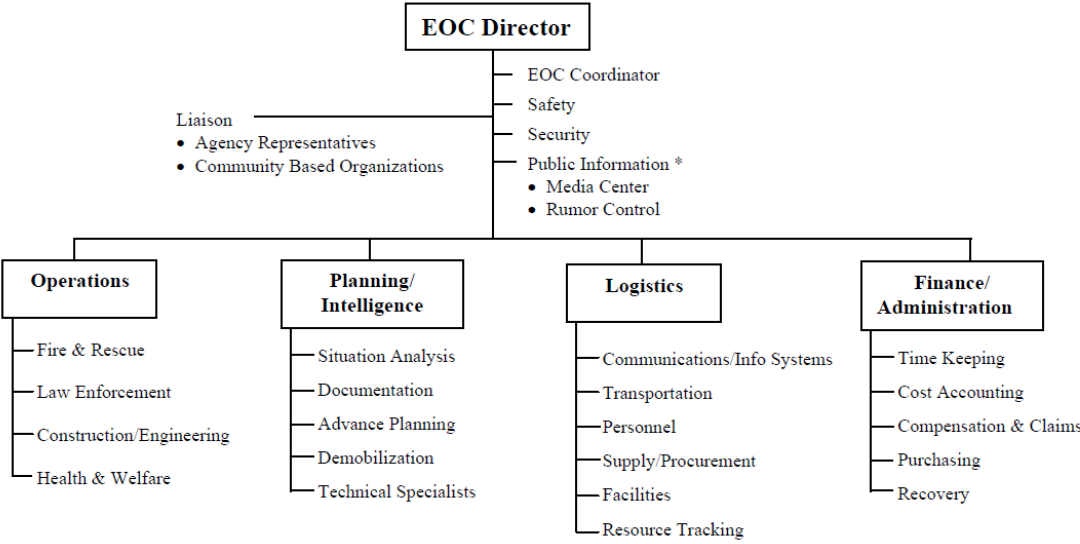 EOC Director
EOC Coordinator
Safety
Security
Public Information *
• Media Center
• Rumor Control
Liaison
• Agency Representatives
• Community Based Organizations
Operations
Fire & Rescue
Law Enforcement
Construction/Engineering
Health & Welfare
Planning/
Intelligence
Situation Analysis
Documentation
Advance Planning
Demobilization
Technical Specialists
Logistics
Communications/Info Systems
Transportation
Personnel
Supply/Procurement
Facilities
Resource Tracking
Finance/
Administration
Time Keeping
Cost Accounting
Compensation & Claims
Purchasing
Recovery